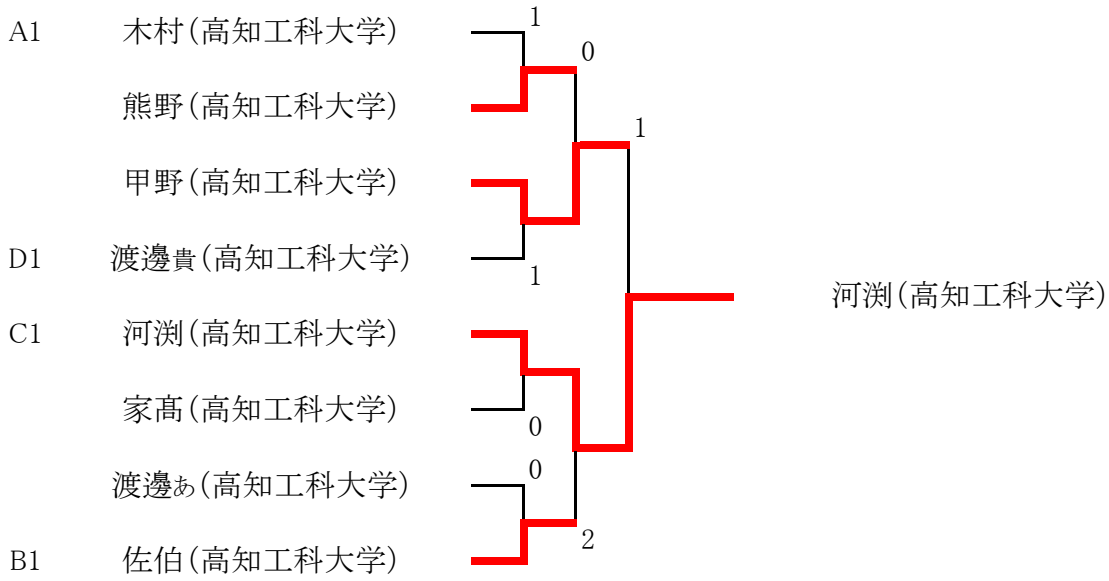 1
A1 木村(高知工科大学)
0
熊野(高知工科大学)
1
甲野(高知工科大学)
D1 渡邊貴(高知工科大学)
1
河渕(高知工科大学)
C1 河渕(高知工科大学)
家髙(高知工科大学)
0
0
渡邊あ(高知工科大学)
2
B1 佐伯(高知工科大学)